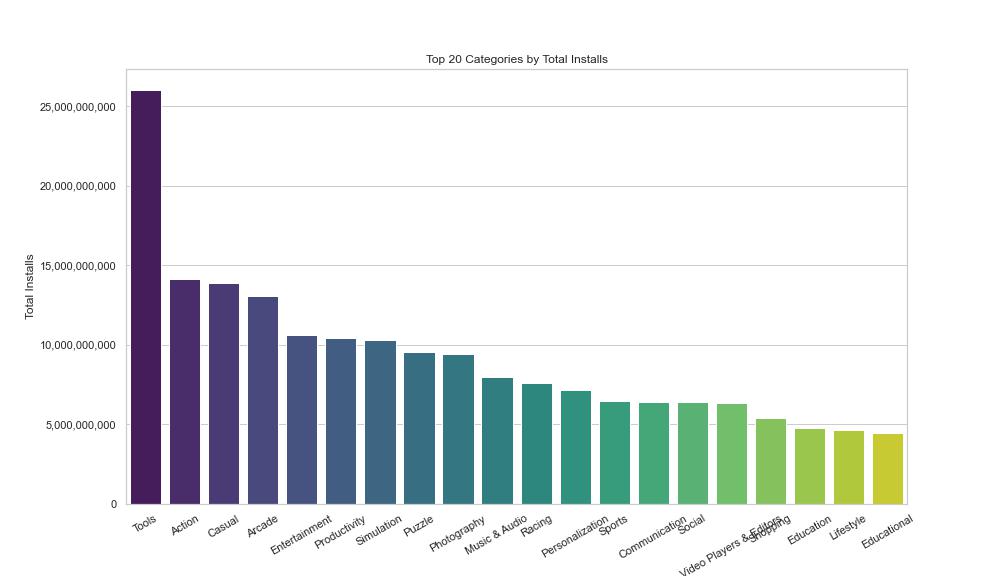 Top 20 Categories by Total Installs
Total Installs
25,000,000,000
20,000,000,000
15,000,000,000
10,000,000,000
5,000,000,000
0
Tools
Action
Casual
Arcade
Entertainment
Productivity
Simulation
Puzzle
Photography
Music & Audio
Racing
Personalization
Sports
Communication
Social
Video Players & Editors
Shopping
Education
Lifestyle
Educational